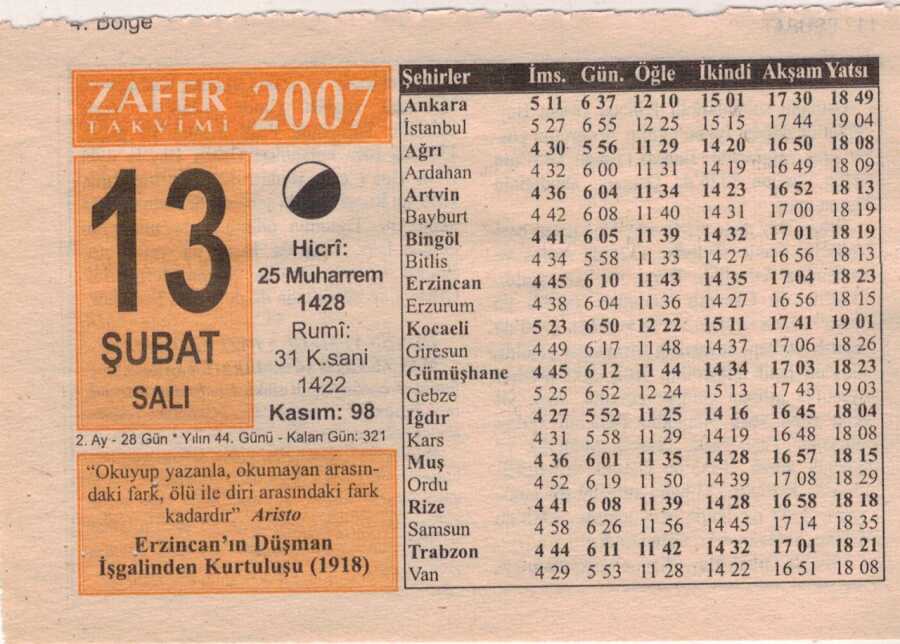 4. Bölge
ZAFER
TAKVİMİ
2007
13
ŞUBAT
SALI
Hicrî:
25 Muharrem
1428
Rumî:
31 K.sani
1422
Kasım: 98
2. Ay - 28 Gün * Yılın 44. Günü - Kalan Gün: 321
“Okuyup yazanla, okumayan arasın-
daki fark, ölü ile diri arasındaki fark
kadardır” Aristo
Erzincan’ın Düşman
İşgalinden Kurtuluşu (1918)
Şehirler İms. Gün. Öğle İkindi Akşam Yatsı
Ankara 5 11 6 37 12 10 15 01 17 30 18 49
İstanbul 5 27 6 55 12 25 15 15 17 44 19 04
Ağrı 4 30 5 56 11 29 14 20 16 50 18 08
Ardahan 4 32 6 00 11 31 14 19 16 49 18 09
Artvin 4 36 6 04 11 34 14 23 16 52 18 13
Bayburt 4 42 6 08 11 40 14 31 17 00 18 19
Bingöl 4 41 6 05 11 39 14 32 17 01 18 19
Bitlis 4 34 5 58 11 33 14 27 16 56 18 13
Erzincan 4 45 6 10 11 43 14 35 17 04 18 23
Erzurum 4 38 6 04 11 36 14 27 16 56 18 15
Kocaeli 5 23 6 50 12 22 15 11 17 41 19 01
Giresun 4 49 6 17 11 48 14 37 17 06 18 26
Gümüşhane 4 45 6 12 11 44 14 34 17 03 18 23
Gebze 5 25 6 52 12 24 15 13 17 43 19 03
Iğdır 4 27 5 52 11 25 14 16 16 45 18 04
Kars 4 31 5 58 11 29 14 19 16 48 18 08
Muş 4 36 6 01 11 35 14 28 16 57 18 15
Ordu 4 52 6 19 11 50 14 39 17 08 18 29
Rize 4 41 6 08 11 39 14 28 16 58 18 18
Samsun 4 58 6 26 11 56 14 45 17 14 18 35
Trabzon 4 44 6 11 11 42 14 32 17 01 18 21
Van 4 29 5 53 11 28 14 22 16 51 18 08